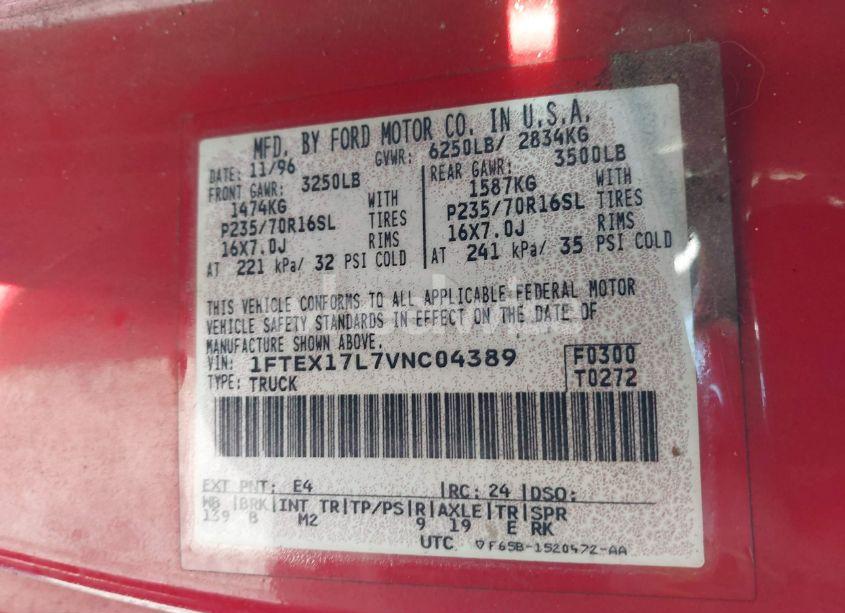 MFD. BY FORD MOTOR CO. IN U.S.A.
DATE: 11/96 GVWR: 6250LB/ 2834KG
FRONT GAWR: 3250LB REAR GAWR: 3500LB
1474KG WITH 1587KG WITH
P235/70R16SL TIRES P235/70R16SL TIRES
16X7.0J RIMS 16X7.0J RIMS
AT 221 kPa/ 32 PSI COLD AT 241 kPa/ 35 PSI COLD
THIS VEHICLE CONFORMS TO ALL APPLICABLE FEDERAL MOTOR
VEHICLE SAFETY STANDARDS IN EFFECT ON THE DATE OF
MANUFACTURE SHOWN ABOVE.
VIN: 1FTEX17L7VNC04389 F0300
TYPE: TRUCK T0272
EXT PNT: E4 RC: 24 DSO:
WB BRK INT TR TP/PS R AXLE TR SPR
139 B M2 9 19 E RK
UTC ▽F65B-1520472-AA